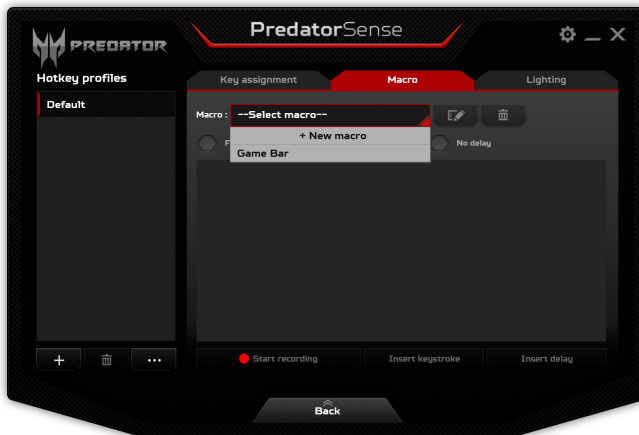 PREDATOR
PredatorSense
Hotkey profiles
Key assignment
Macro
Lighting
Default
Macro :
--Select macro--
+ New macro
Game Bar
F
No delay
+
...
Start recording
Insert keystroke
Insert delay
Back